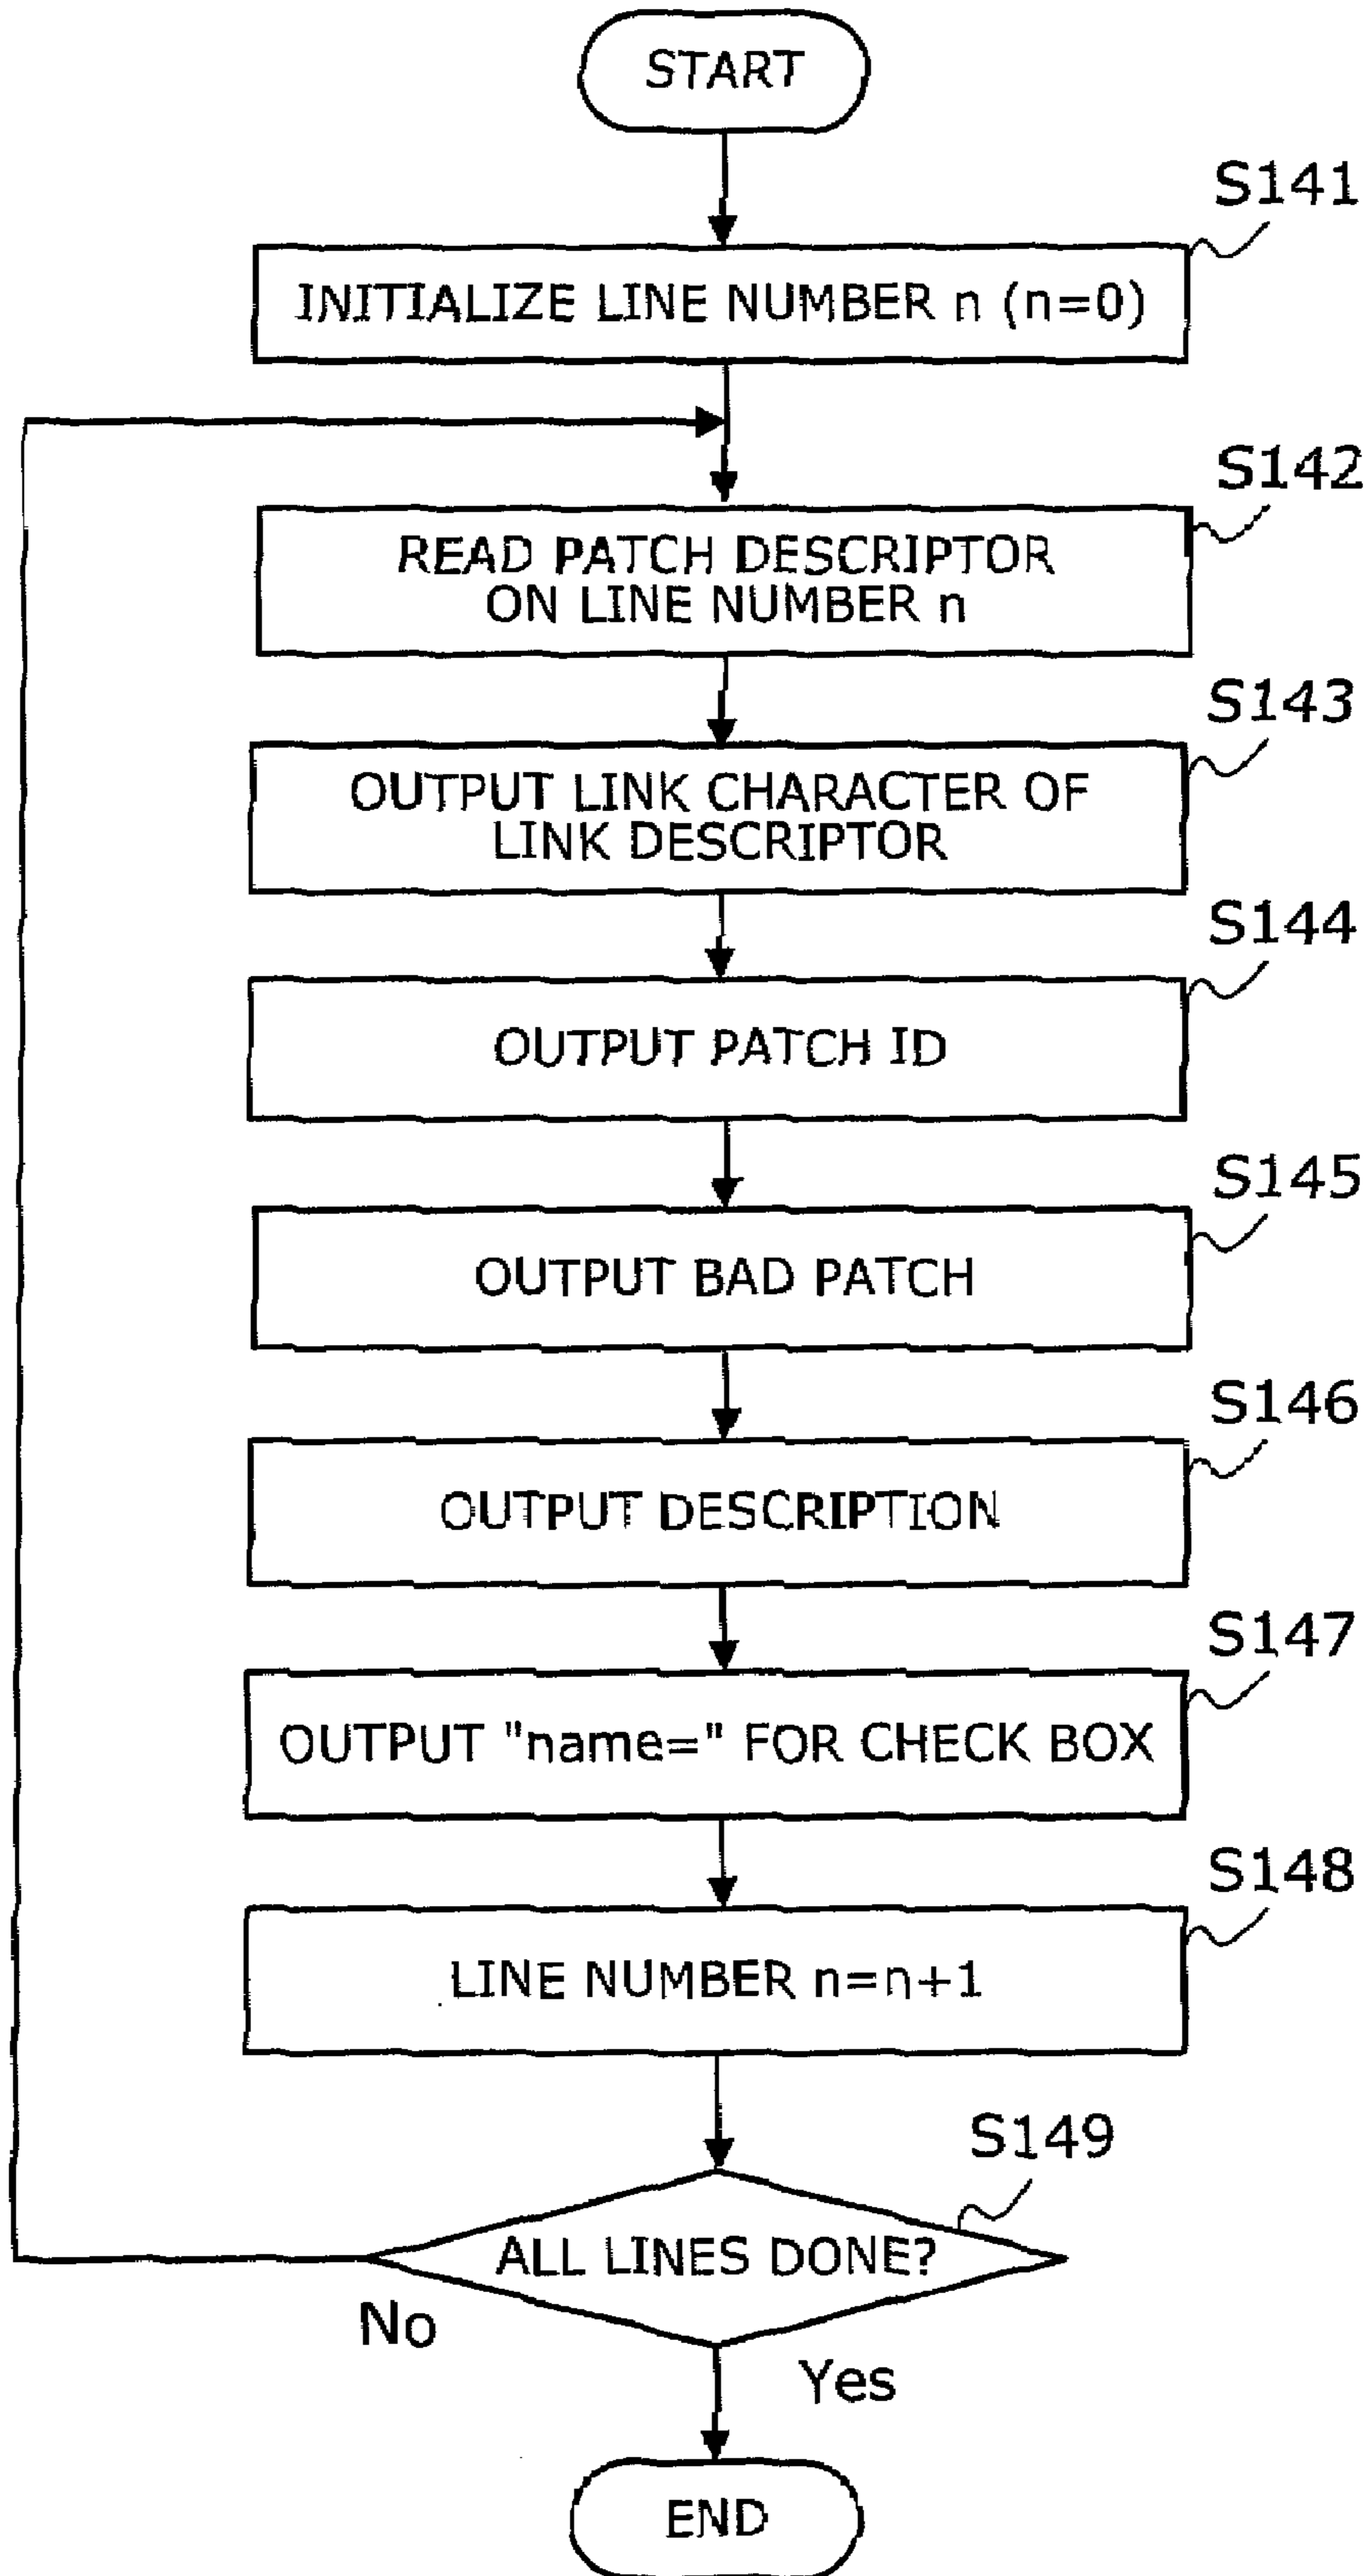 START
S141
INITIALIZE LINE NUMBER n (n=0)
S142
READ PATCH DESCRIPTOR
ON LINE NUMBER n
S143
OUTPUT LINK CHARACTER OF
LINK DESCRIPTOR
S144
OUTPUT PATCH ID
S145
OUTPUT BAD PATCH
S146
OUTPUT DESCRIPTION
S147
OUTPUT "name=" FOR CHECK BOX
S148
LINE NUMBER n=n+1
S149
ALL LINES DONE?
No
Yes
END